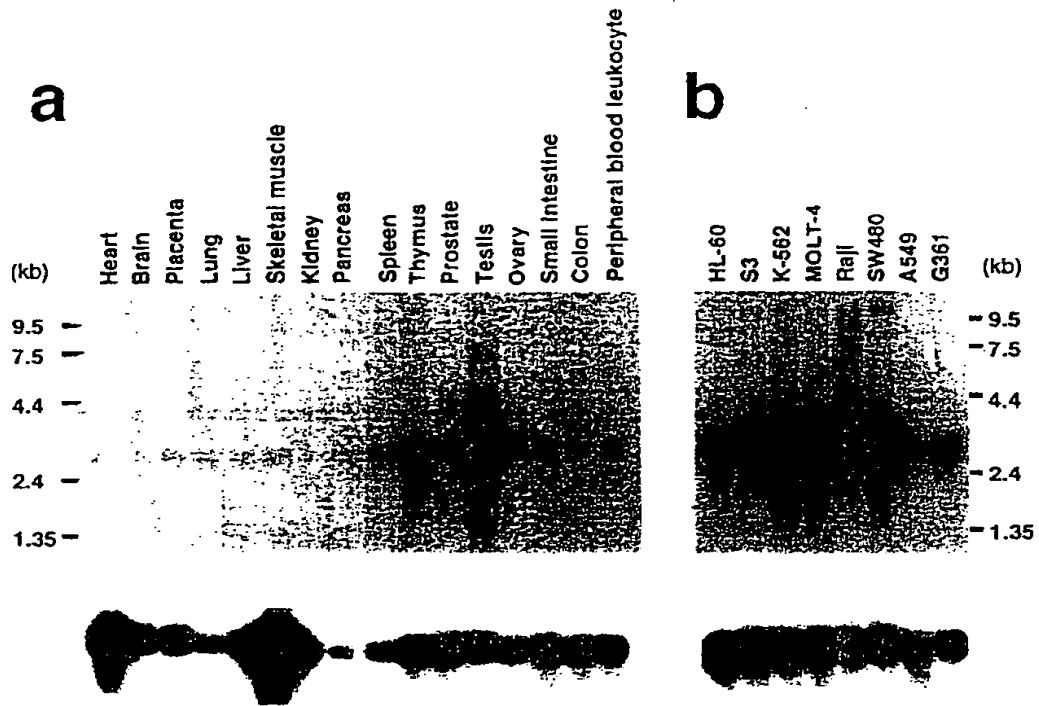 a
b
(kb)
Heart
Brain
Placenta
Lung
Liver
Skeletal muscle
Kidney
Pancreas
Spleen
Thymus
Prostate
Testis
Ovary
Small Intestine
Colon
Peripheral blood leukocyte
9.5
7.5
4.4
2.4
1.35
HL-60
S3
K-562
MOLT-4
Raji
SW480
A549
G361
(kb)
9.5
7.5
4.4
2.4
1.35